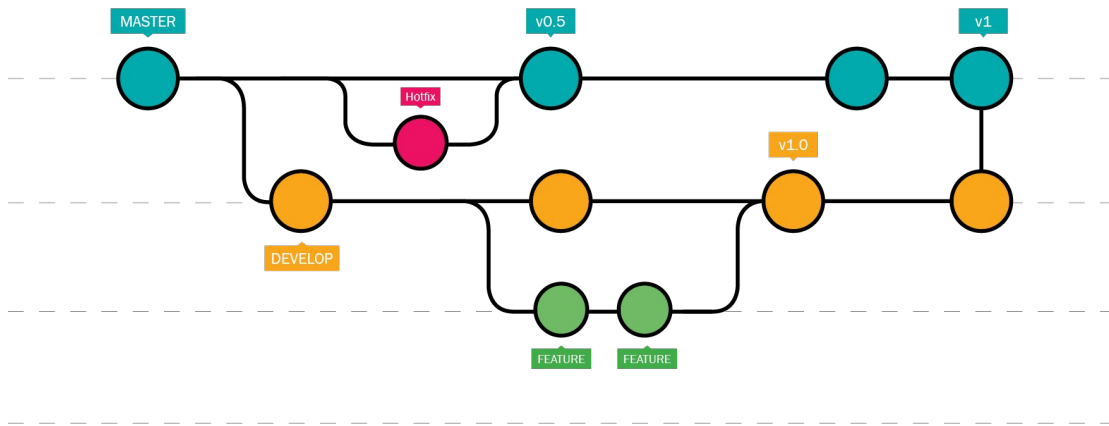 MASTER
v0.5
v1
Hotfix
v1.0
DEVELOP
FEATURE
FEATURE